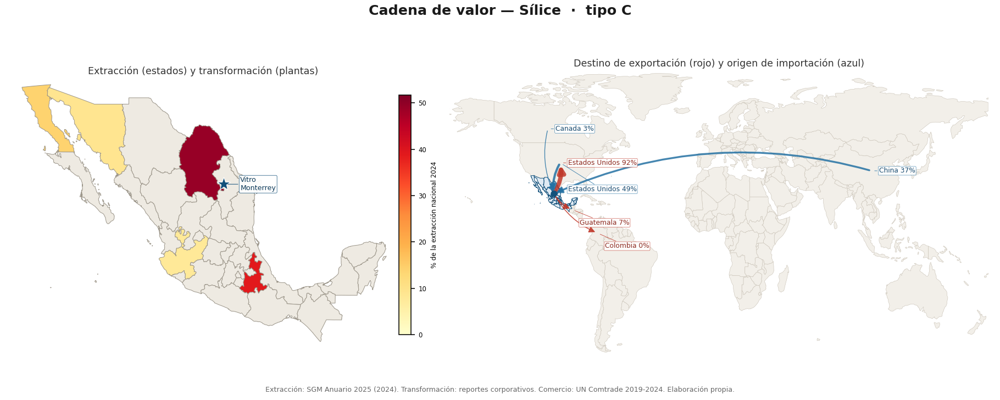 Cadena de valor — Sílice · tipo C
Extracción (estados) y transformación (plantas)
Vitro
Monterrey
50
40
30
20
10
0
% de la extracción nacional 2024
Destino de exportación (rojo) y origen de importación (azul)
Canada 3%
Estados Unidos 92%
China 37%
Estados Unidos 49%
Guatemala 7%
Colombia 0%
Extracción: SGM Anuario 2025 (2024). Transformación: reportes corporativos. Comercio: UN Comtrade 2019-2024. Elaboración propia.